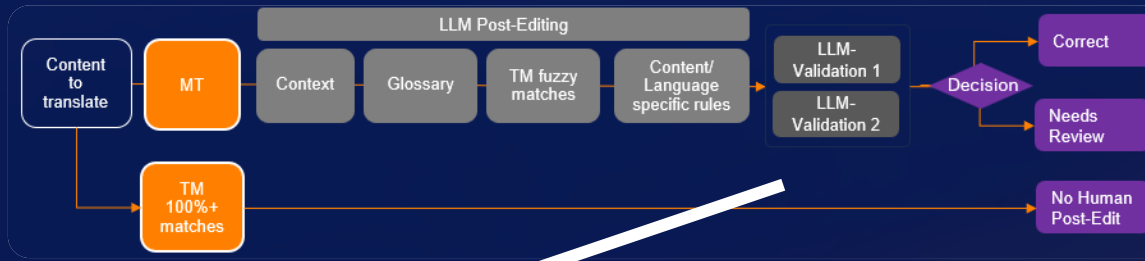 LLM Post-Editing
Content
to
translate
MT
Context
Glossary
TM fuzzy
matches
Content/
Language
specific rules
LLM-
Validation 1
LLM-
Validation 2
Decision
Correct
Needs
Review
TM
100%+
matches
No Human
Post-Edit